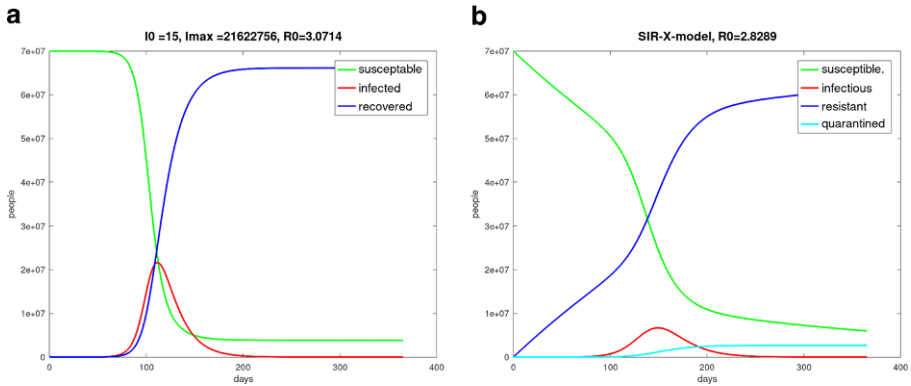 a
I0 =15, Imax =21622756, R0=3.0714
7e+07
6e+07
5e+07
4e+07
3e+07
2e+07
1e+07
0
people
susceptable
infected
recovered
0 100 200 300 400
days
b
SIR-X-model, R0=2.8289
7e+07
6e+07
5e+07
4e+07
3e+07
2e+07
1e+07
0
people
susceptible.
infectious
resistant
quarantined
0 100 200 300 400
days